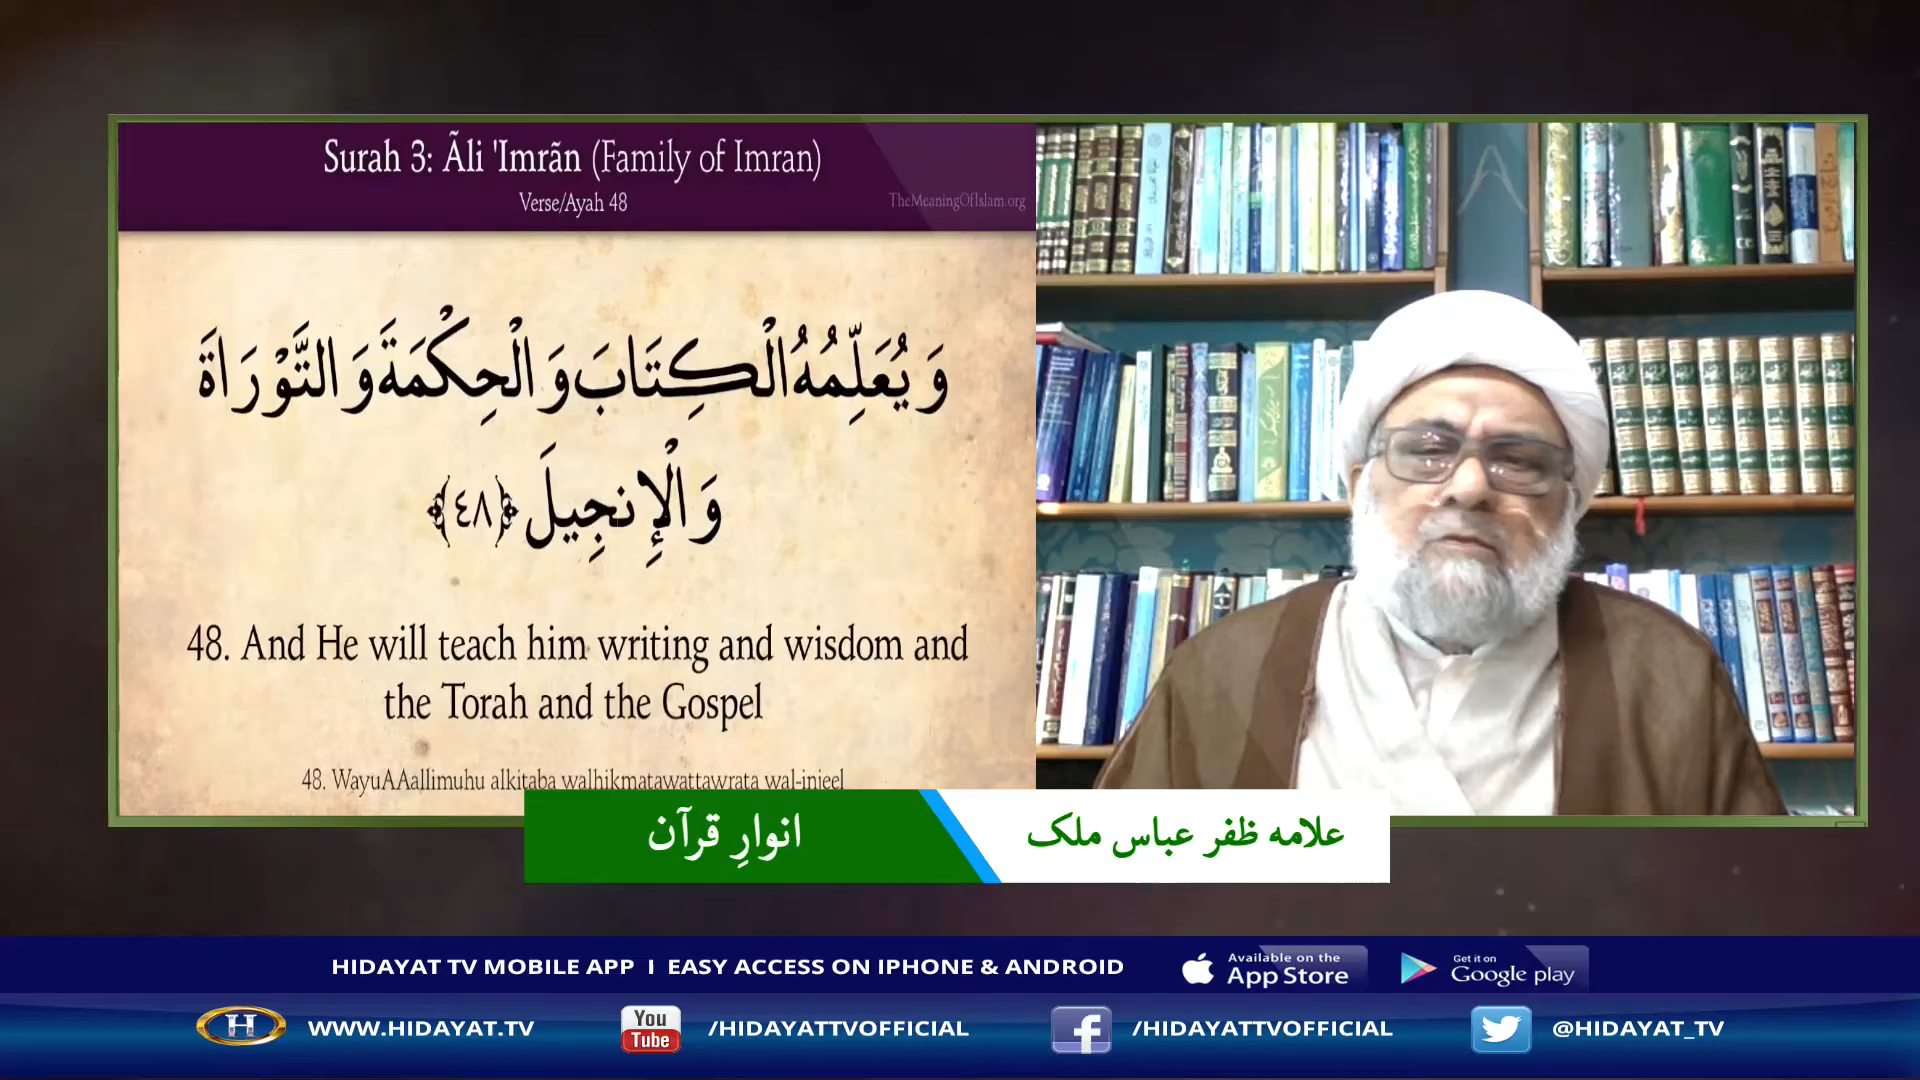 Surah 3: Ãli 'Imrãn (Family of Imran)
Verse/Ayah 48
TheMeaningOfIslam.org
وَيُعَلِّمُهُ الْكِتَابَ وَالْحِكْمَةَ وَالتَّوْرَاةَ
وَالْإِنجِيلَ ﴿٤٨﴾
48. And He will teach him writing and wisdom and
the Torah and the Gospel
48. WayuAAallimuhu alkitaba walhikmatawattawrata wal-injeel
انوارِ قرآن
علامہ ظفر عباس ملک
HIDAYAT TV MOBILE APP I EASY ACCESS ON IPHONE & ANDROID
Available on the
App Store
Get it on
Google play
H
WWW.HIDAYAT.TV
You
Tube
/HIDAYATTVOFFICIAL
f
/HIDAYATTVOFFICIAL
@HIDAYAT_TV